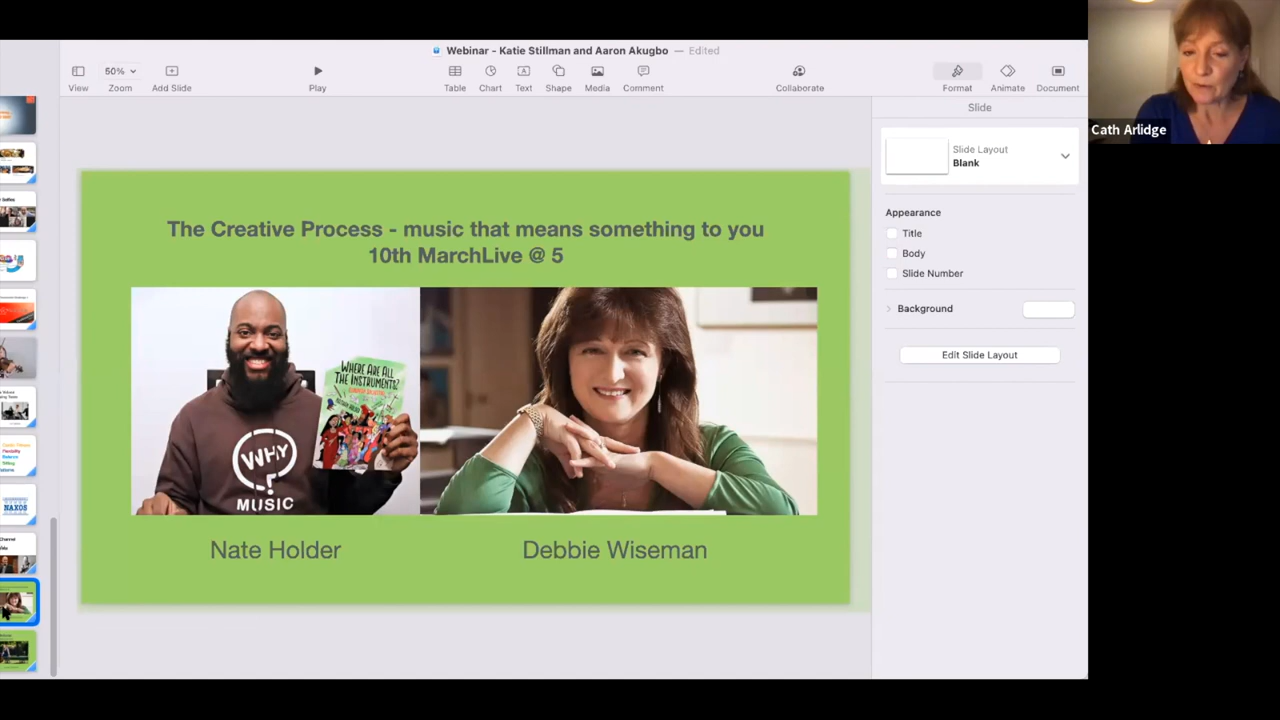 Webinar - Katie Stillman and Aaron Akugbo — Edited
50%
View Zoom Add Slide Play Table Chart Text Shape Media Comment Collaborate Format Animate Document
Slide
Slide Layout
Blank
Appearance
Title
Body
Slide Number
Background
Edit Slide Layout
The Creative Process - music that means something to you
10th MarchLive @ 5
WHERE ARE ALL
THE INSTRUMENTS?
WHY
MUSIC
Nate Holder Debbie Wiseman
NAXOS
Cath Arlidge